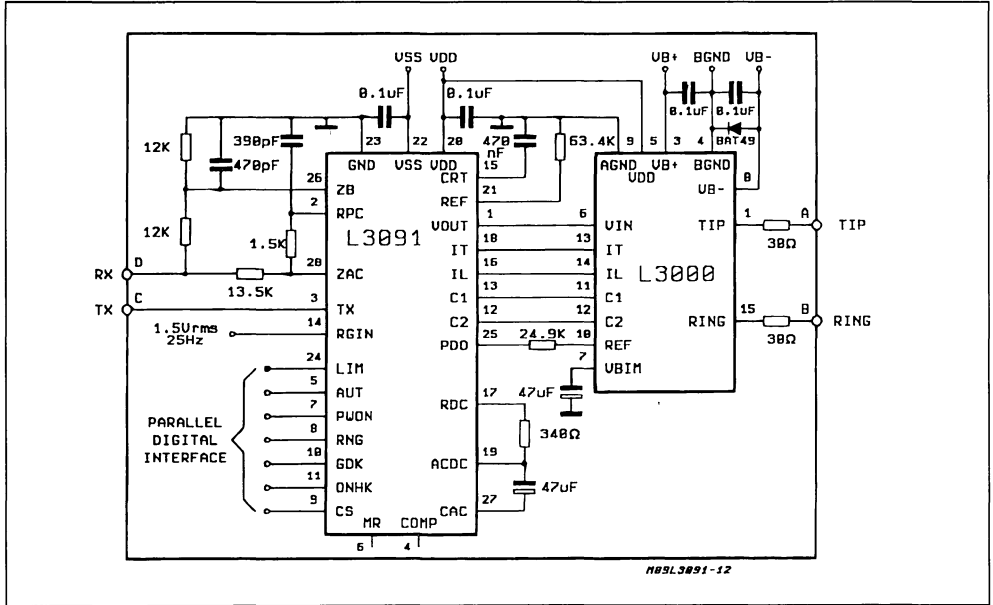 VSS VDD VB+ BGND VB-
0.1uF 0.1uF 0.1uF 0.1uF
BAT49
12K 390pF 470pF
23 22 20 470 nF 63.4K 9 5 3 4
GND VSS VDD 15 AGND VDD VB+ BGND 8
CRT VB-
26 ZB 21 REF
2 RPC 1 VOUT 6 VIN TIP 1 30Ω A TIP
12K 1.5K L3091 18 IT 13 IT
RX D 13.5K 28 ZAC 16 IL 14 IL L3000
TX C 3 TX 13 C1 11 C1
1.5Vrms 25Hz 14 RGIN 12 C2 12 C2 RING 15 30Ω B RING
25 PDO 24.9K 10 REF
24 LIM 7 VBIM
5 AUT 47uF
7 PWON 17 RDC
PARALLEL
DIGITAL
INTERFACE
8 RNG 340Ω
10 GDK 19 ACDC
11 ONHK 47uF
9 CS 27 CAC
MR COMP
6 4
M89L3091-12